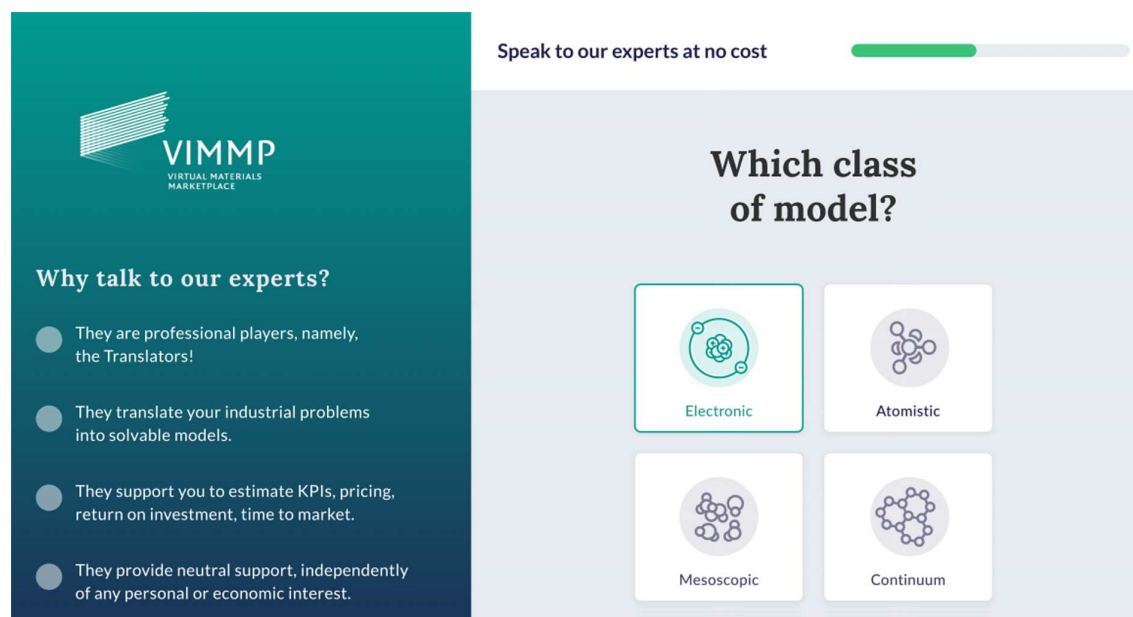 VIMMP
VIRTUAL MATERIALS
MARKETPLACE
Why talk to our experts?
They are professional players, namely,
the Translators!
They translate your industrial problems
into solvable models.
They support you to estimate KPIs, pricing,
return on investment, time to market.
They provide neutral support, independently
of any personal or economic interest.
Speak to our experts at no cost
Which class
of model?
Electronic
Atomistic
Mesoscopic
Continuum